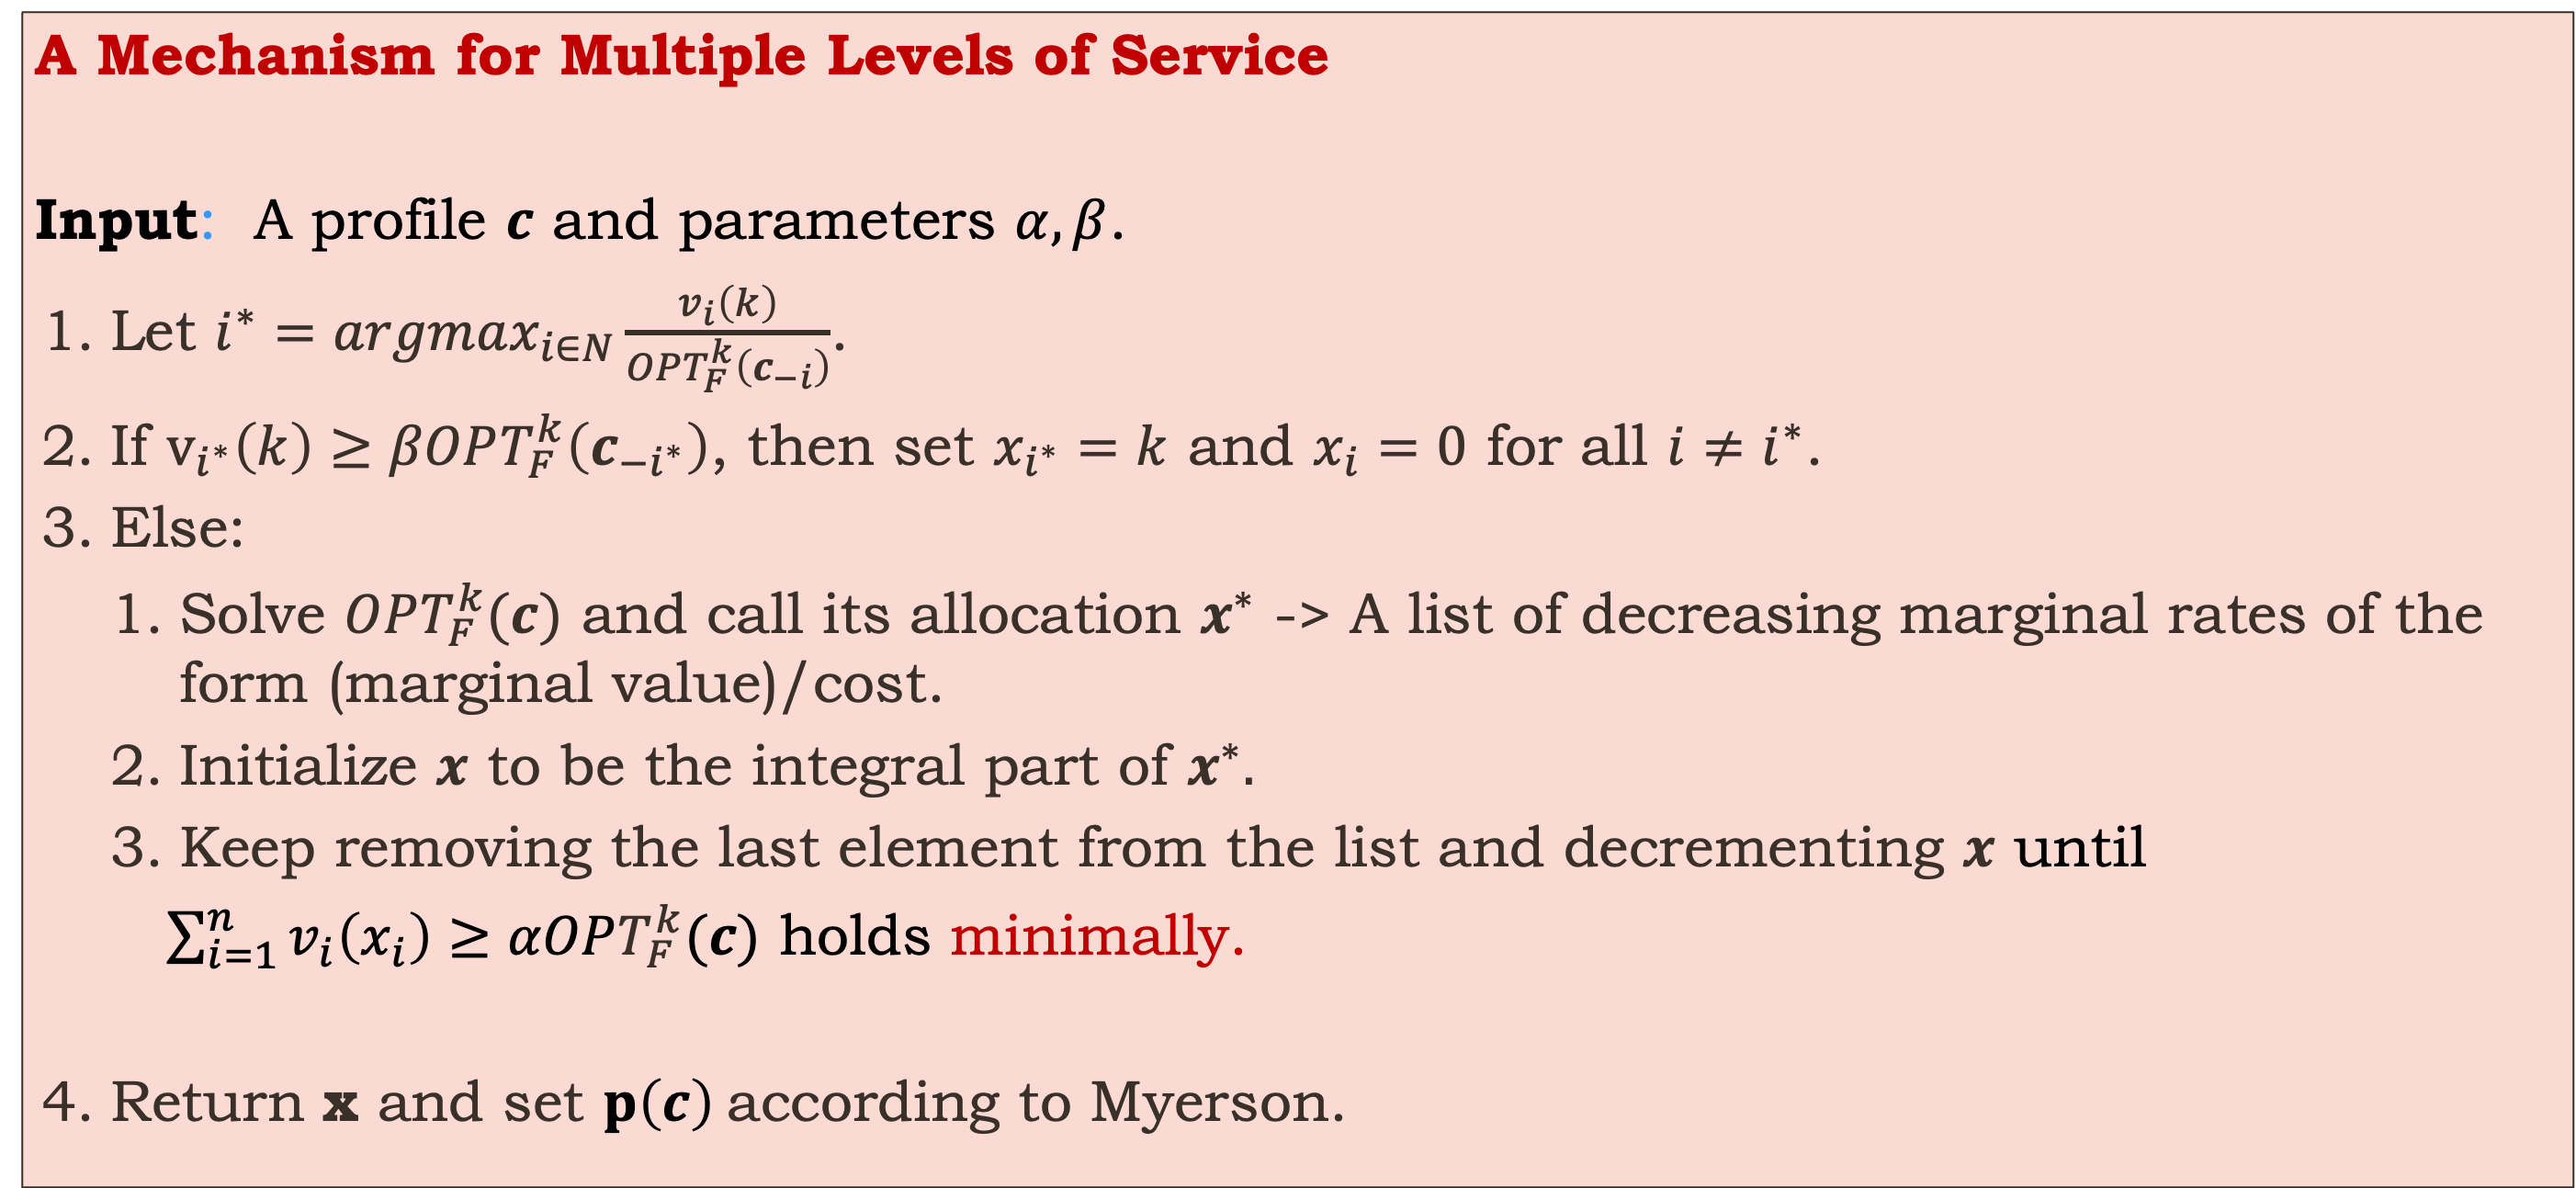 A Mechanism for Multiple Levels of Service
Input: A profile c and parameters α, β.
1. Let i* = argmax_{i∈N} v_i(k) / OPT_F^k(c_{−i}).
2. If v_{i*}(k) ≥ βOPT_F^k(c_{−i*}), then set x_{i*} = k and x_i = 0 for all i ≠ i*.
3. Else:
1. Solve OPT_F^k(c) and call its allocation x* -> A list of decreasing marginal rates of the
form (marginal value)/cost.
2. Initialize x to be the integral part of x*.
3. Keep removing the last element from the list and decrementing x until
∑_{i=1}^n v_i(x_i) ≥ αOPT_F^k(c) holds minimally.
4. Return x and set p(c) according to Myerson.